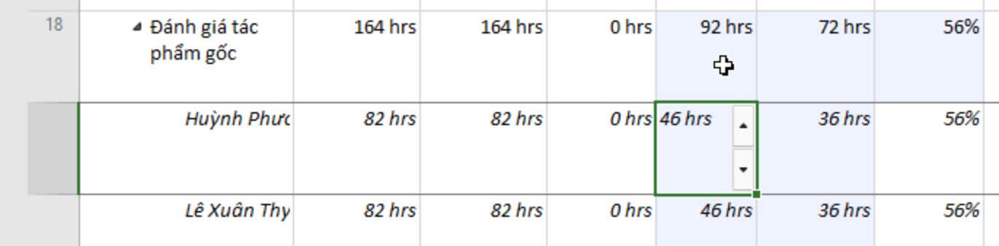 18 Đánh giá tác 164 hrs 164 hrs 0 hrs 92 hrs 72 hrs 56%
phẩm gốc
Huỳnh 82 hrs 82 hrs 0 hrs 46 hrs 36 hrs 56%
Lê Xuân Thy 82 hrs 82 hrs 0 hrs 46 hrs 36 hrs 56%